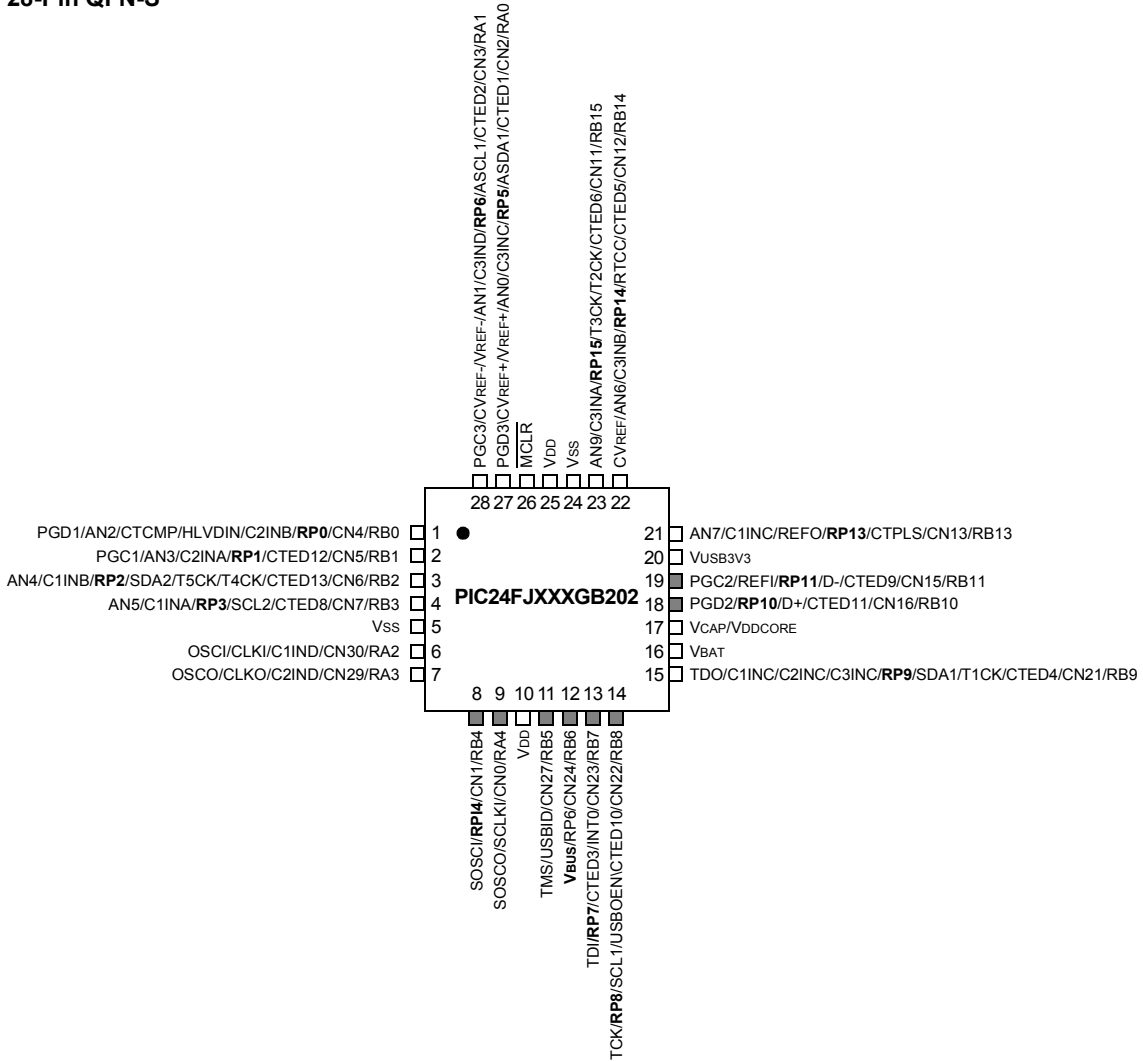 PGC3/CVREF-/VREF-/AN1/C3IND/RP6/ASCL1/CTED2/CN3/RA1
PGD3\CVREF+/VREF+/AN0/C3INC/RP5/ASDA1/CTED1/CN2/RA0
MCLR
VDD
VSS
AN9/C3INA/RP15/T3CK/T2CK/CTED6/CN11/RB15
CVREF/AN6/C3INB/RP14/RTCC/CTED5/CN12/RB14
28 27 26 25 24 23 22
PGD1/AN2/CTCMP/HLVDIN/C2INB/RP0/CN4/RB0 1
PGC1/AN3/C2INA/RP1/CTED12/CN5/RB1 2
AN4/C1INB/RP2/SDA2/T5CK/T4CK/CTED13/CN6/RB2 3
AN5/C1INA/RP3/SCL2/CTED8/CN7/RB3 4
VSS 5
OSCI/CLKI/C1IND/CN30/RA2 6
OSCO/CLKO/C2IND/CN29/RA3 7
PIC24FJXXXGB202
21 AN7/C1INC/REFO/RP13/CTPLS/CN13/RB13
20 VUSB3V3
19 PGC2/REFI/RP11/D-/CTED9/CN15/RB11
18 PGD2/RP10/D+/CTED11/CN16/RB10
17 VCAP/VDDCORE
16 VBAT
15 TDO/C1INC/C2INC/C3INC/RP9/SDA1/T1CK/CTED4/CN21/RB9
8 9 10 11 12 13 14
SOSCI/RPI4/CN1/RB4
SOSCO/SCLKI/CN0/RA4
VDD
TMS/USBID/CN27/RB5
VBUS/RP6/CN24/RB6
TDI/RP7/CTED3/INT0/CN23/RB7
TCK/RP8/SCL1/USBOEN\CTED10/CN22/RB8